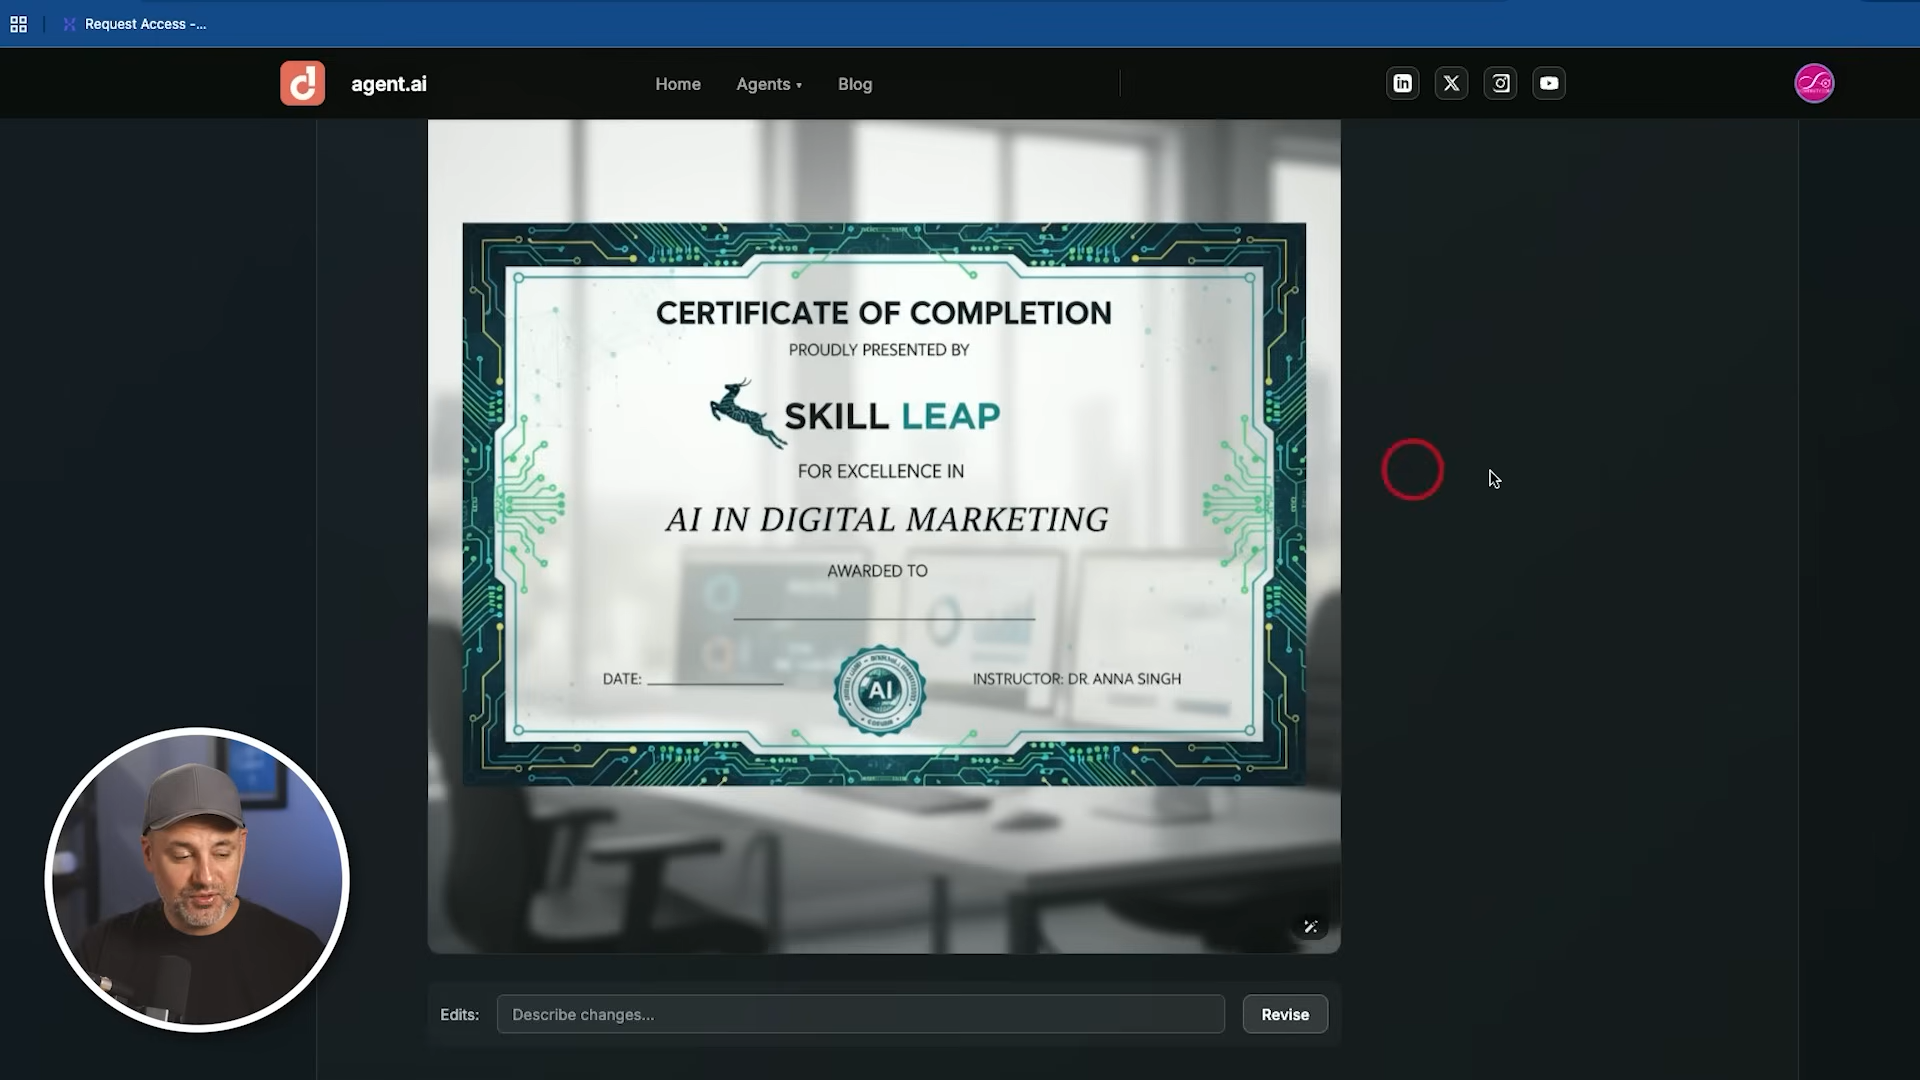 Request Access -...
agent.ai
Home
Agents ▾
Blog
CERTIFICATE OF COMPLETION
PROUDLY PRESENTED BY
SKILL LEAP
FOR EXCELLENCE IN
AI IN DIGITAL MARKETING
AWARDED TO
DATE:
AI
INSTRUCTOR: DR. ANNA SINGH
Edits:
Describe changes...
Revise